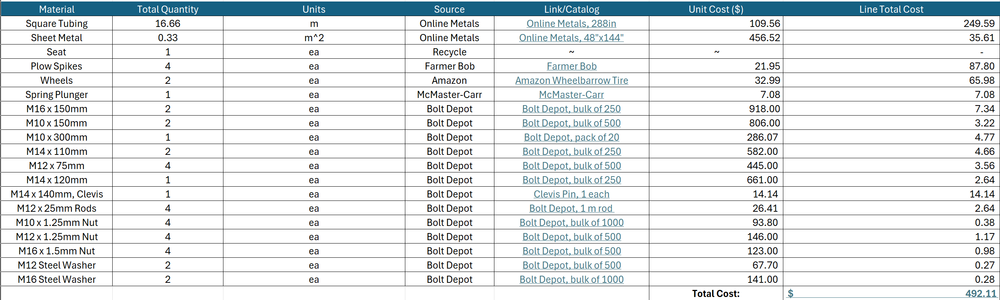 Material Total Quantity Units Source Link/Catalog Unit Cost ($) Line Total Cost
Square Tubing 16.66 m Online Metals Online Metals, 288in 109.56 249.59
Sheet Metal 0.33 m^2 Online Metals Online Metals, 48"x144" 456.52 35.61
Seat 1 ea Recycle ~ ~ -
Plow Spikes 4 ea Farmer Bob Farmer Bob 21.95 87.80
Wheels 2 ea Amazon Amazon Wheelbarrow Tire 32.99 65.98
Spring Plunger 1 ea McMaster-Carr McMaster-Carr 7.08 7.08
M16 x 150mm 2 ea Bolt Depot Bolt Depot, bulk of 250 918.00 7.34
M10 x 150mm 2 ea Bolt Depot Bolt Depot, bulk of 500 806.00 3.22
M10 x 300mm 1 ea Bolt Depot Bolt Depot, pack of 20 286.07 4.77
M14 x 110mm 2 ea Bolt Depot Bolt Depot, bulk of 250 582.00 4.66
M12 x 75mm 4 ea Bolt Depot Bolt Depot, bulk of 500 445.00 3.56
M14 x 120mm 1 ea Bolt Depot Bolt Depot, bulk of 250 661.00 2.64
M14 x 140mm, Clevis 1 ea Bolt Depot Clevis Pin, 1 each 14.14 14.14
M12 x 25mm Rods 4 ea Bolt Depot Bolt Depot, 1 m rod 26.41 2.64
M10 x 1.25mm Nut 4 ea Bolt Depot Bolt Depot, bulk of 1000 93.80 0.38
M12 x 1.25mm Nut 4 ea Bolt Depot Bolt Depot, bulk of 500 146.00 1.17
M16 x 1.5mm Nut 4 ea Bolt Depot Bolt Depot, bulk of 500 123.00 0.98
M12 Steel Washer 2 ea Bolt Depot Bolt Depot, bulk of 500 67.70 0.27
M16 Steel Washer 2 ea Bolt Depot Bolt Depot, bulk of 1000 141.00 0.28
Total Cost: $ 492.11